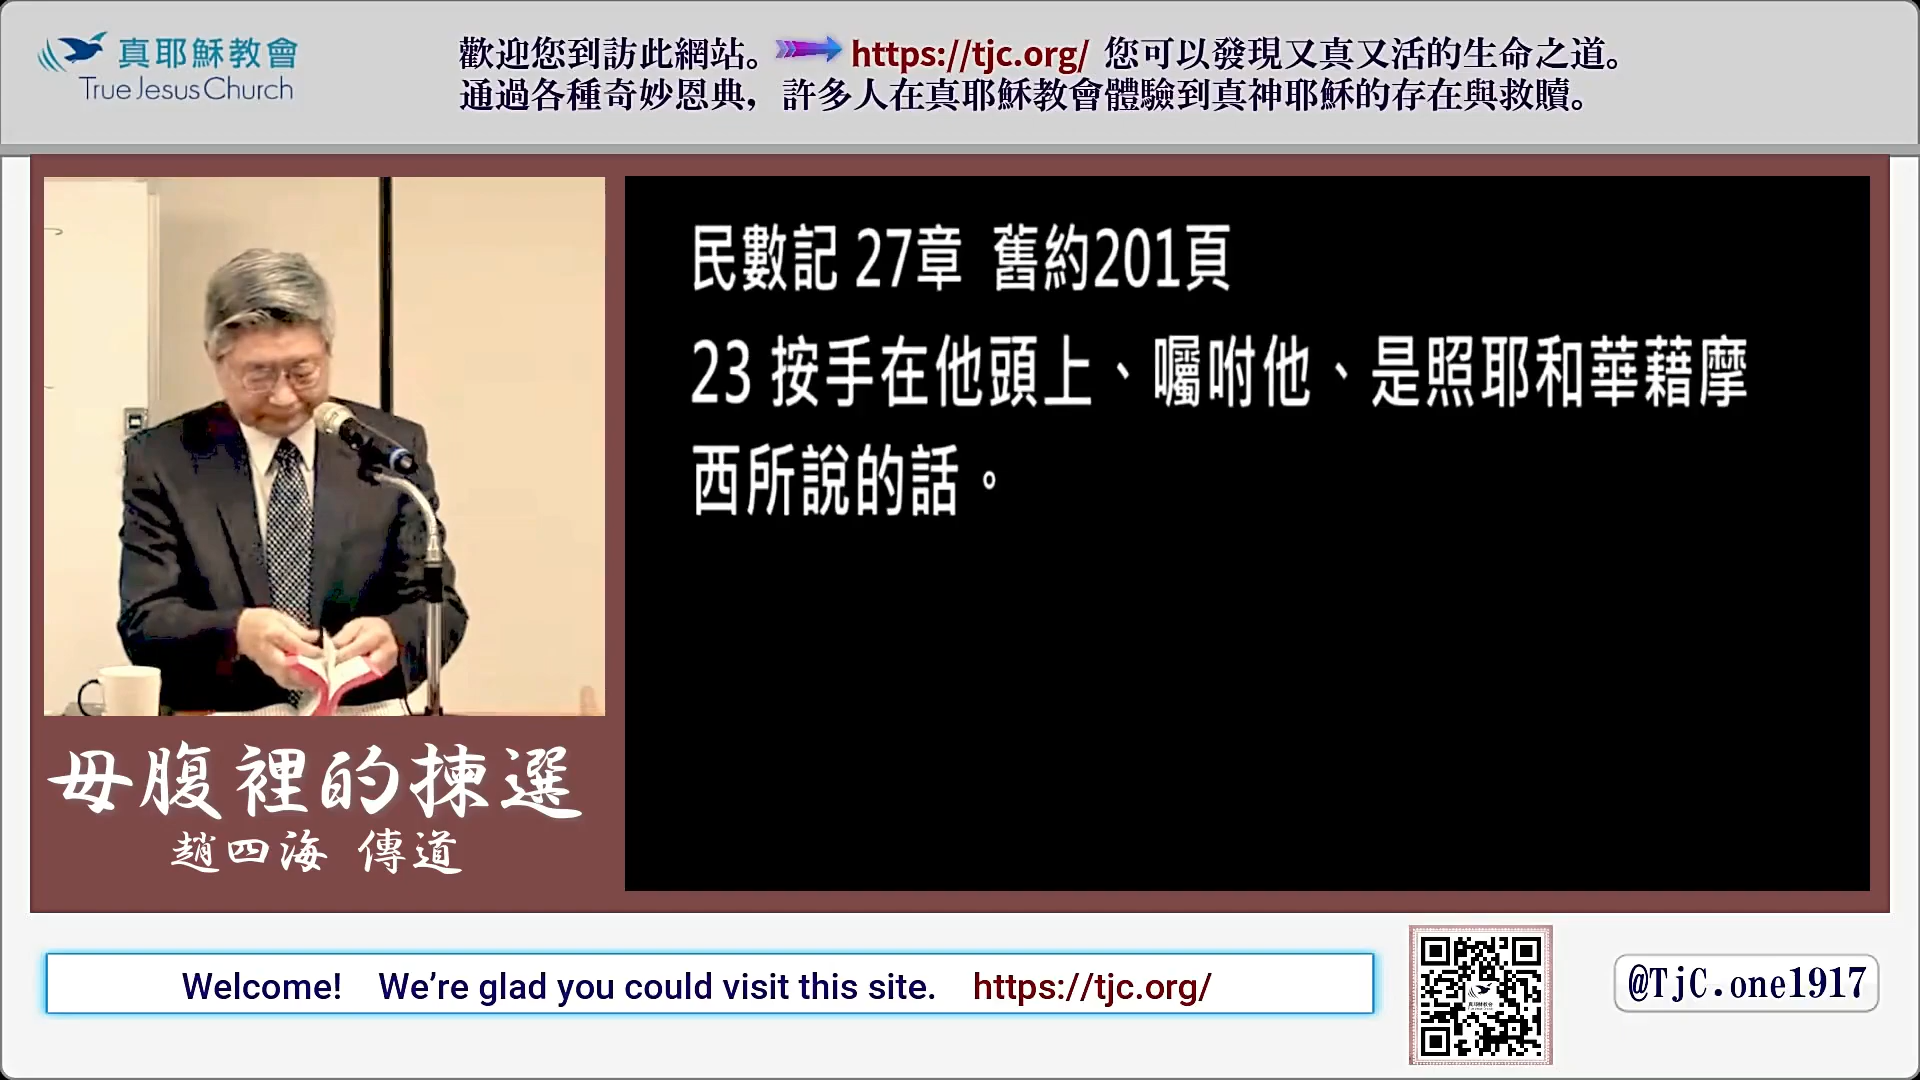 真耶穌教會
True Jesus Church
歡迎您到訪此網站。 https://tjc.org/ 您可以發現又真又活的生命之道。
通過各種奇妙恩典，許多人在真耶穌教會體驗到真神耶穌的存在與救贖。
民數記 27章 舊約201頁
23 按手在他頭上、囑咐他、是照耶和華藉摩
西所說的話。
母腹裡的揀選
趙四海 傳道
Welcome! We’re glad you could visit this site. https://tjc.org/
@TjC.one1917